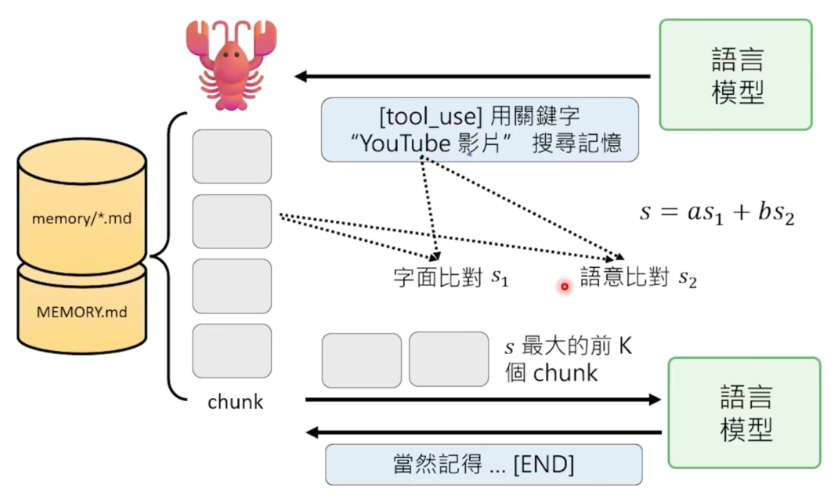 語言
模型
[tool_use] 用關鍵字
“YouTube 影片” 搜尋記憶
memory/*.md
MEMORY.md
s = as₁ + bs₂
字面比對 s₁
語意比對 s₂
s 最大的前 K
個 chunk
chunk
語言
模型
當然記得 ... [END]